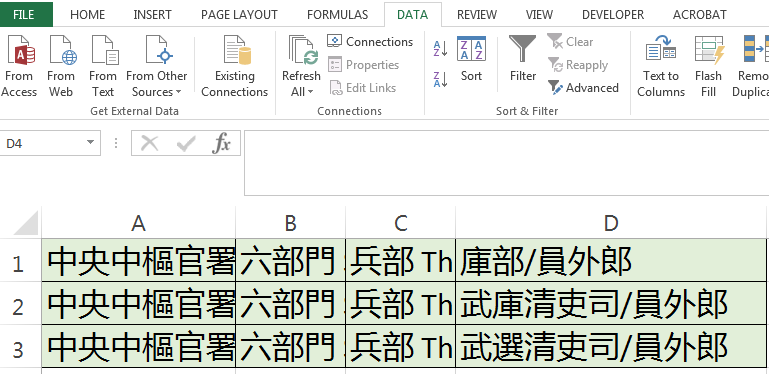 FILE HOME INSERT PAGE LAYOUT FORMULAS DATA REVIEW VIEW DEVELOPER ACROBAT
From Access
From Web
From Text
From Other Sources
Existing Connections
Get External Data
Refresh All
Connections
Properties
Edit Links
Connections
A Z
Z A
Z A A Z
Sort
Filter
Clear
Reapply
Advanced
Sort & Filter
Text to Columns
Flash Fill
Remo
Duplica
D4
fx
A B C D
1 中央中樞官署 六部門 兵部 Th 庫部/員外郎
2 中央中樞官署 六部門 兵部 Th 武庫清吏司/員外郎
3 中央中樞官署 六部門 兵部 Th 武選清吏司/員外郎